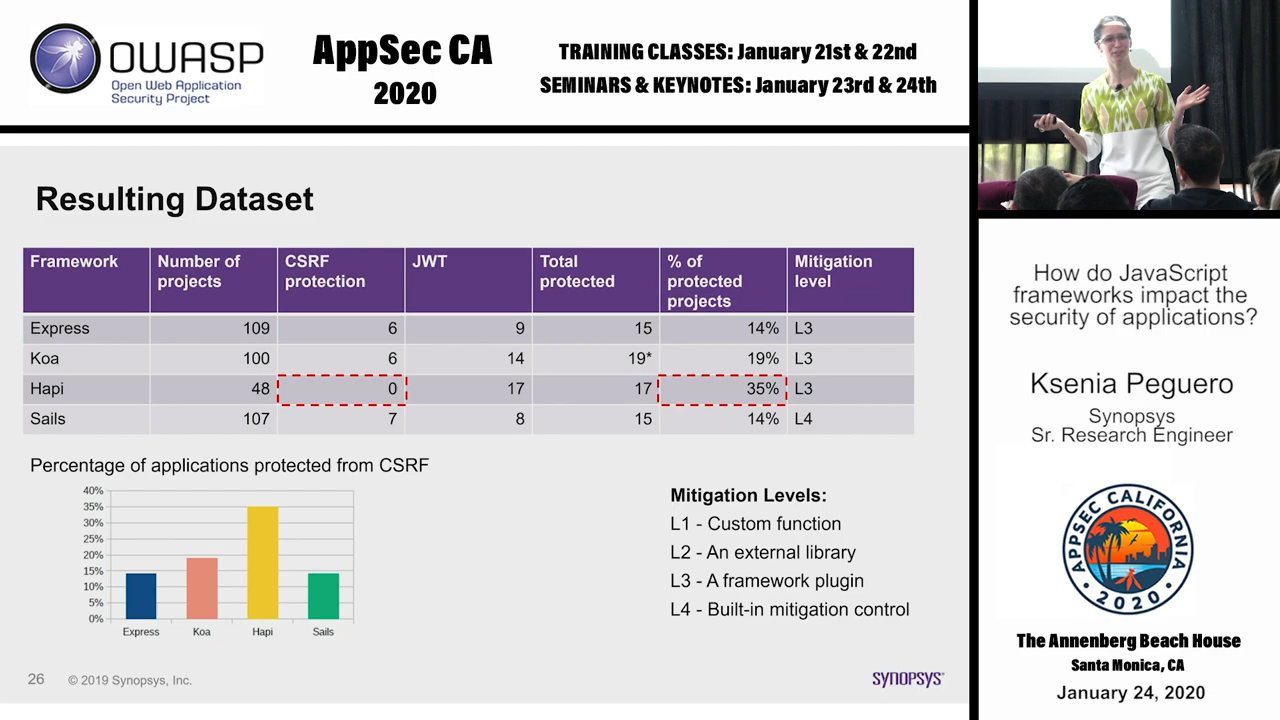 OWASP
Open Web Application
Security Project
AppSec CA
2020
TRAINING CLASSES: January 21st & 22nd
SEMINARS & KEYNOTES: January 23rd & 24th
Resulting Dataset
Framework Number of projects CSRF protection JWT Total protected % of protected projects Mitigation level
Express 109 6 9 15 14% L3
Koa 100 6 14 19* 19% L3
Hapi 48 0 17 17 35% L3
Sails 107 7 8 15 14% L4
Percentage of applications protected from CSRF
40%
35%
30%
25%
20%
15%
10%
5%
0%
Express Koa Hapi Sails
Mitigation Levels:
L1 - Custom function
L2 - An external library
L3 - A framework plugin
L4 - Built-in mitigation control
26 © 2019 Synopsys, Inc.
SYNOPSYS®
How do JavaScript
frameworks impact the
security of applications?
Ksenia Peguero
Synopsys
Sr. Research Engineer
APPSEC CALIFORNIA
• 2020 •
The Annenberg Beach House
Santa Monica, CA
January 24, 2020